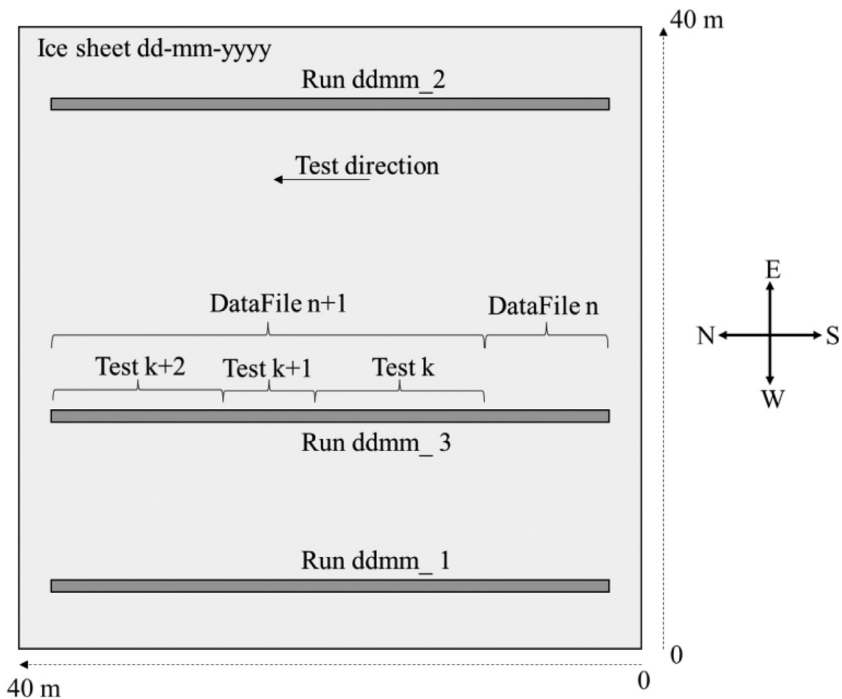 40 m
Ice sheet dd-mm-yyyy
Run ddmm_2
Test direction
E
N
S
W
DataFile n+1
DataFile n
Test k+2
Test k+1
Test k
Run ddmm_ 3
Run ddmm_ 1
0
0
40 m